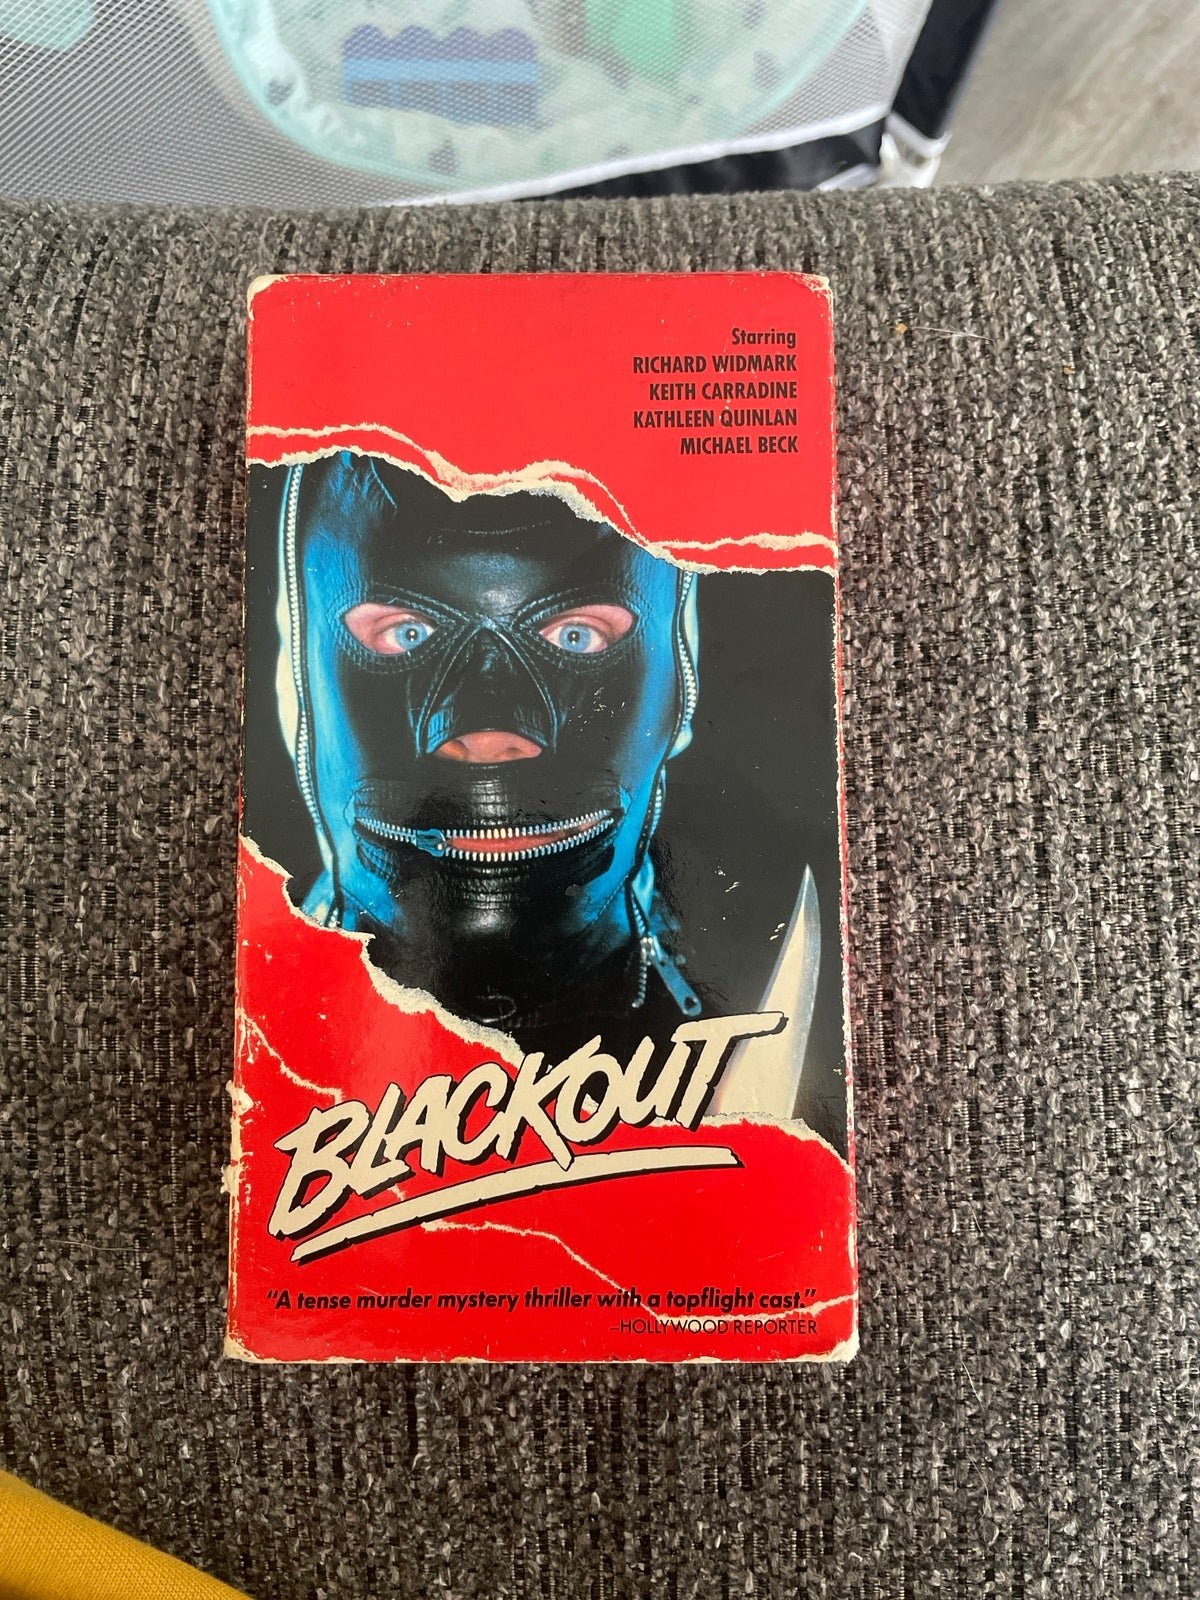 Starring
RICHARD WIDMARK
KEITH CARRADINE
KATHLEEN QUINLAN
MICHAEL BECK
BLACKOUT
"A tense murder mystery thriller with a topflight cast."
–HOLLYWOOD REPORTER